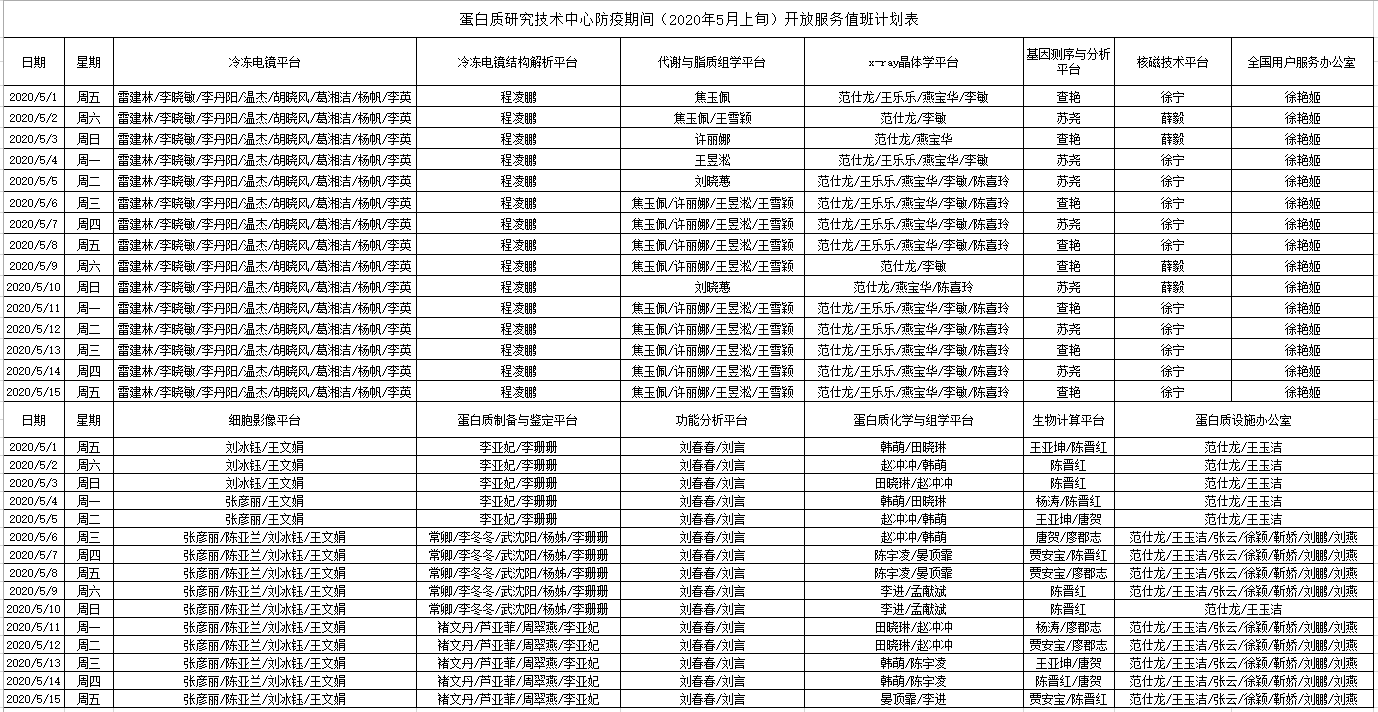 蛋白质研究技术中心防疫期间（2020年5月上旬）开放服务值班计划表
日期 星期 冷冻电镜平台 冷冻电镜结构解析平台 代谢与脂质组学平台 x-ray晶体学平台 基因测序与分析平台 核磁技术平台 全国用户服务办公室
2020/5/1 周五 雷建林/李晓敏/李丹阳/温杰/胡晓风/葛湘洁/杨帆/李英 程凌鹏 焦玉佩 范仕龙/王乐乐/燕宝华/李敏 查艳 徐宁 徐艳姬
2020/5/2 周六 雷建林/李晓敏/李丹阳/温杰/胡晓风/葛湘洁/杨帆/李英 程凌鹏 焦玉佩/王雪颖 范仕龙/李敏 苏尧 薛毅 徐艳姬
2020/5/3 周日 雷建林/李晓敏/李丹阳/温杰/胡晓风/葛湘洁/杨帆/李英 程凌鹏 许丽娜 范仕龙/燕宝华 查艳 薛毅 徐艳姬
2020/5/4 周一 雷建林/李晓敏/李丹阳/温杰/胡晓风/葛湘洁/杨帆/李英 程凌鹏 王昱淞 范仕龙/王乐乐/燕宝华/李敏 苏尧 徐宁 徐艳姬
2020/5/5 周二 雷建林/李晓敏/李丹阳/温杰/胡晓风/葛湘洁/杨帆/李英 程凌鹏 刘晓蕙 范仕龙/王乐乐/燕宝华/李敏/陈喜玲 苏尧 徐宁 徐艳姬
2020/5/6 周三 雷建林/李晓敏/李丹阳/温杰/胡晓风/葛湘洁/杨帆/李英 程凌鹏 焦玉佩/许丽娜/王昱淞/王雪颖 范仕龙/王乐乐/燕宝华/李敏/陈喜玲 查艳 徐宁 徐艳姬
2020/5/7 周四 雷建林/李晓敏/李丹阳/温杰/胡晓风/葛湘洁/杨帆/李英 程凌鹏 焦玉佩/许丽娜/王昱淞/王雪颖 范仕龙/王乐乐/燕宝华/李敏/陈喜玲 苏尧 徐宁 徐艳姬
2020/5/8 周五 雷建林/李晓敏/李丹阳/温杰/胡晓风/葛湘洁/杨帆/李英 程凌鹏 焦玉佩/许丽娜/王昱淞/王雪颖 范仕龙/王乐乐/燕宝华/李敏/陈喜玲 查艳 徐宁 徐艳姬
2020/5/9 周六 雷建林/李晓敏/李丹阳/温杰/胡晓风/葛湘洁/杨帆/李英 程凌鹏 焦玉佩/许丽娜/王昱淞/王雪颖 范仕龙/李敏 查艳 薛毅 徐艳姬
2020/5/10 周日 雷建林/李晓敏/李丹阳/温杰/胡晓风/葛湘洁/杨帆/李英 程凌鹏 刘晓蕙 范仕龙/燕宝华/陈喜玲 苏尧 薛毅 徐艳姬
2020/5/11 周一 雷建林/李晓敏/李丹阳/温杰/胡晓风/葛湘洁/杨帆/李英 程凌鹏 焦玉佩/许丽娜/王昱淞/王雪颖 范仕龙/王乐乐/燕宝华/李敏/陈喜玲 查艳 徐宁 徐艳姬
2020/5/12 周二 雷建林/李晓敏/李丹阳/温杰/胡晓风/葛湘洁/杨帆/李英 程凌鹏 焦玉佩/许丽娜/王昱淞/王雪颖 范仕龙/王乐乐/燕宝华/李敏/陈喜玲 苏尧 徐宁 徐艳姬
2020/5/13 周三 雷建林/李晓敏/李丹阳/温杰/胡晓风/葛湘洁/杨帆/李英 程凌鹏 焦玉佩/许丽娜/王昱淞/王雪颖 范仕龙/王乐乐/燕宝华/李敏/陈喜玲 查艳 徐宁 徐艳姬
2020/5/14 周四 雷建林/李晓敏/李丹阳/温杰/胡晓风/葛湘洁/杨帆/李英 程凌鹏 焦玉佩/许丽娜/王昱淞/王雪颖 范仕龙/王乐乐/燕宝华/李敏/陈喜玲 苏尧 徐宁 徐艳姬
2020/5/15 周五 雷建林/李晓敏/李丹阳/温杰/胡晓风/葛湘洁/杨帆/李英 程凌鹏 焦玉佩/许丽娜/王昱淞/王雪颖 范仕龙/王乐乐/燕宝华/李敏/陈喜玲 查艳 徐宁 徐艳姬
日期 星期 细胞影像平台 蛋白质制备与鉴定平台 功能分析平台 蛋白质化学与组学平台 生物计算平台 蛋白质设施办公室
2020/5/1 周五 刘冰钰/王文娟 李亚妃/李珊珊 刘春春/刘言 韩萌/田晓琳 王亚坤/陈晋红 范仕龙/王玉洁
2020/5/2 周六 刘冰钰/王文娟 李亚妃/李珊珊 刘春春/刘言 赵冲冲/韩萌 陈晋红 范仕龙/王玉洁
2020/5/3 周日 刘冰钰/王文娟 李亚妃/李珊珊 刘春春/刘言 田晓琳/赵冲冲 陈晋红 范仕龙/王玉洁
2020/5/4 周一 张彦丽/王文娟 李亚妃/李珊珊 刘春春/刘言 韩萌/田晓琳 杨涛/陈晋红 范仕龙/王玉洁
2020/5/5 周二 张彦丽/王文娟 李亚妃/李珊珊 刘春春/刘言 赵冲冲/韩萌 王亚坤/唐贺 范仕龙/王玉洁
2020/5/6 周三 张彦丽/陈亚兰/刘冰钰/王文娟 常卿/李冬冬/武沈阳/杨姊/李珊珊 刘春春/刘言 赵冲冲/韩萌 唐贺/廖郡志 范仕龙/王玉洁/张云/徐颖/靳娇/刘鹏/刘燕
2020/5/7 周四 张彦丽/陈亚兰/刘冰钰/王文娟 常卿/李冬冬/武沈阳/杨姊/李珊珊 刘春春/刘言 陈宇凌/晏顶霏 贾安宝/陈晋红 范仕龙/王玉洁/张云/徐颖/靳娇/刘鹏/刘燕
2020/5/8 周五 张彦丽/陈亚兰/刘冰钰/王文娟 常卿/李冬冬/武沈阳/杨姊/李珊珊 刘春春/刘言 陈宇凌/晏顶霏 贾安宝/廖郡志 范仕龙/王玉洁/张云/徐颖/靳娇/刘鹏/刘燕
2020/5/9 周六 张彦丽/陈亚兰/刘冰钰/王文娟 常卿/李冬冬/武沈阳/杨姊/李珊珊 刘春春/刘言 李进/孟献斌 陈晋红 范仕龙/王玉洁/张云/徐颖/靳娇/刘鹏/刘燕
2020/5/10 周日 张彦丽/陈亚兰/刘冰钰/王文娟 常卿/李冬冬/武沈阳/杨姊/李珊珊 刘春春/刘言 李进/孟献斌 陈晋红 范仕龙/王玉洁
2020/5/11 周一 张彦丽/陈亚兰/刘冰钰/王文娟 褚文丹/芦亚菲/周翠燕/李亚妃 刘春春/刘言 田晓琳/赵冲冲 杨涛/廖郡志 范仕龙/王玉洁/张云/徐颖/靳娇/刘鹏/刘燕
2020/5/12 周二 张彦丽/陈亚兰/刘冰钰/王文娟 褚文丹/芦亚菲/周翠燕/李亚妃 刘春春/刘言 田晓琳/赵冲冲 贾安宝/廖郡志 范仕龙/王玉洁/张云/徐颖/靳娇/刘鹏/刘燕
2020/5/13 周三 张彦丽/陈亚兰/刘冰钰/王文娟 褚文丹/芦亚菲/周翠燕/李亚妃 刘春春/刘言 韩萌/陈宇凌 王亚坤/唐贺 范仕龙/王玉洁/张云/徐颖/靳娇/刘鹏/刘燕
2020/5/14 周四 张彦丽/陈亚兰/刘冰钰/王文娟 褚文丹/芦亚菲/周翠燕/李亚妃 刘春春/刘言 韩萌/陈宇凌 陈晋红/唐贺 范仕龙/王玉洁/张云/徐颖/靳娇/刘鹏/刘燕
2020/5/15 周五 张彦丽/陈亚兰/刘冰钰/王文娟 褚文丹/芦亚菲/周翠燕/李亚妃 刘春春/刘言 晏顶霏/李进 贾安宝/陈晋红 范仕龙/王玉洁/张云/徐颖/靳娇/刘鹏/刘燕